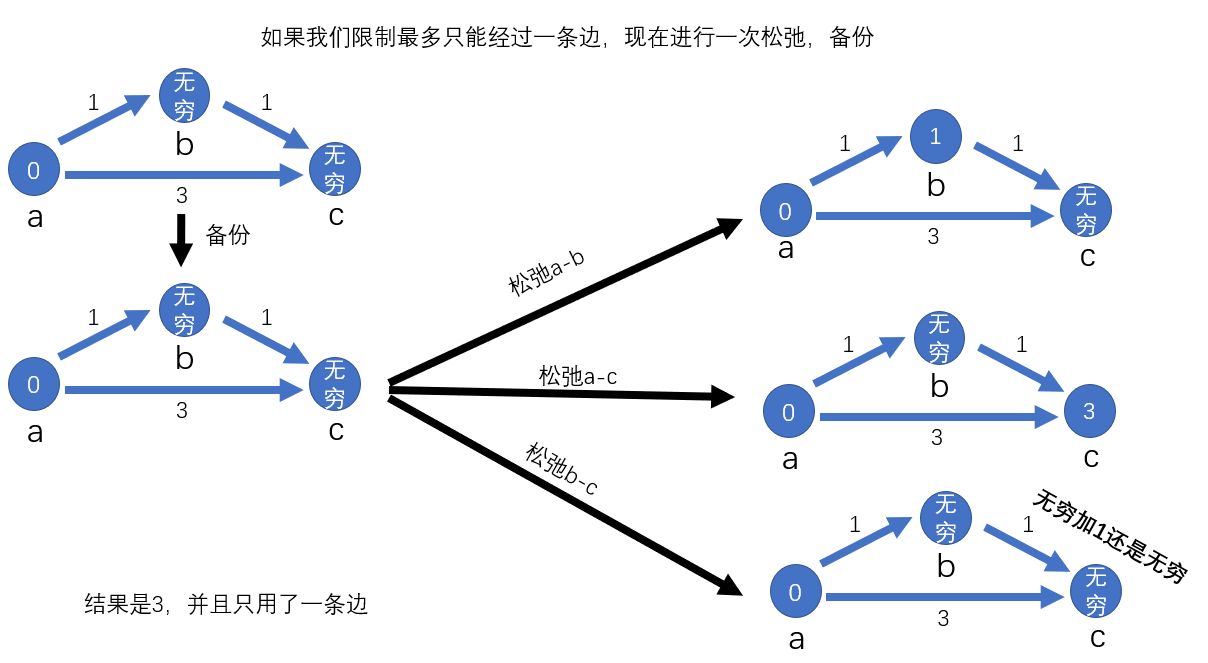 如果我们限制最多只能经过一条边，现在进行一次松弛，备份
无
穷
1
1
0
b
无
穷
3
a
c
备份
无
穷
1
1
0
b
无
穷
3
a
c
松弛a-b
松弛a-c
松弛b-c
1
1
1
b
0
无
穷
3
a
c
无
穷
1
1
b
0
3
3
a
c
无
穷
1
1
无穷加1还是无穷
b
0
无
穷
3
a
c
结果是3，并且只用了一条边